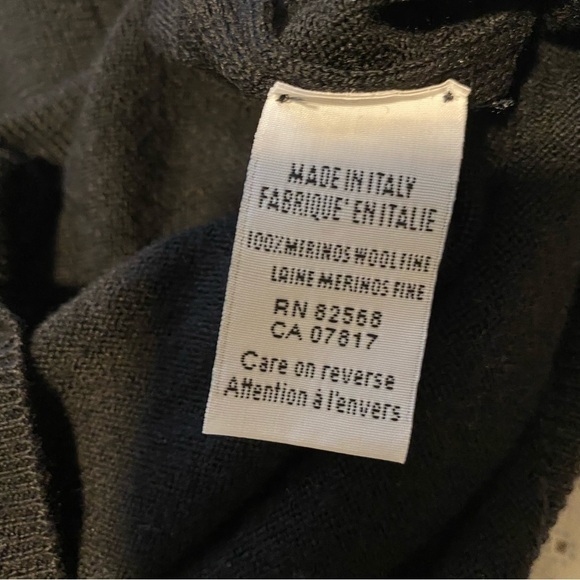 MADE IN ITALY
FABRIQUE' EN ITALIE
100% MERINOS WOOL FINE
LAINE MERINOS FINE
RN 82568
CA 07817
Care on reverse
Attention à l'envers